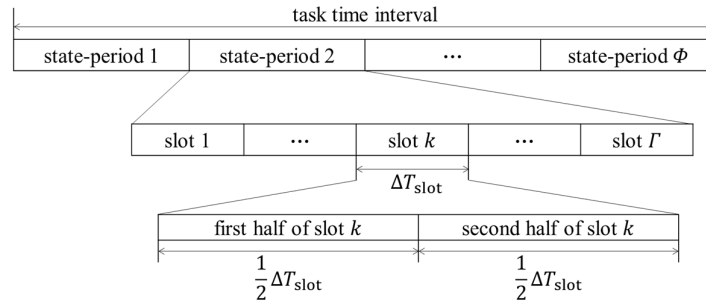 task time interval
state-period 1 state-period 2 ··· state-period Φ
slot 1 ··· slot k ··· slot Γ
ΔT_slot
first half of slot k second half of slot k
1/2 ΔT_slot 1/2 ΔT_slot